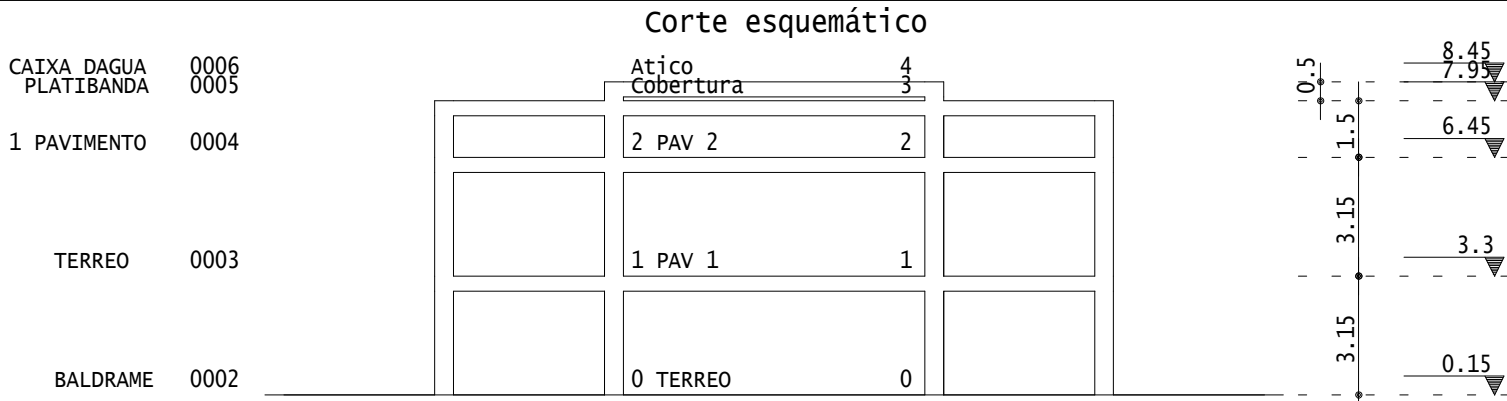 Corte esquemático
CAIXA DAGUA 0006 Atico 4 8.45
PLATIBANDA 0005 Cobertura 3 0.5 7.95
1 PAVIMENTO 0004 2 PAV 2 2 1.5 6.45
3.15
TERREO 0003 1 PAV 1 1 3.3
3.15
BALDRAME 0002 0 TERREO 0 0.15